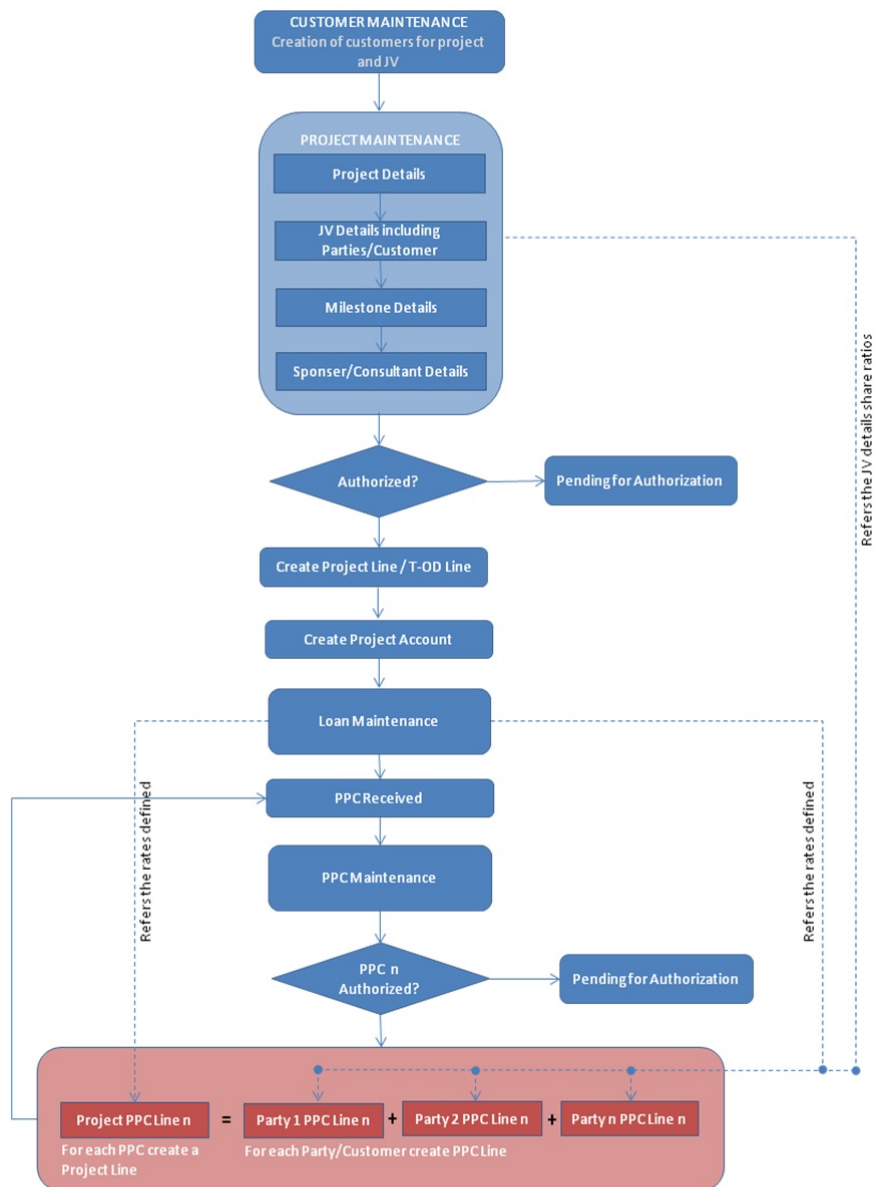 CUSTOMER MAINTENANCE
Creation of customers for project
and JV
PROJECT MAINTENANCE
Project Details
JV Details including
Parties/Customer
Milestone Details
Sponser/Consultant Details
Authorized?
Pending for Authorization
Refers the JV details share ratios
Create Project Line / T-OD Line
Create Project Account
Loan Maintenance
PPC Received
Refers the rates defined
Refers the rates defined
PPC Maintenance
PPC n
Authorized?
Pending for Authorization
Project PPC Line n = Party 1 PPC Line n + Party 2 PPC Line n + Party n PPC Line n
For each PPC create a
Project Line
For each Party/Customer create PPC Line